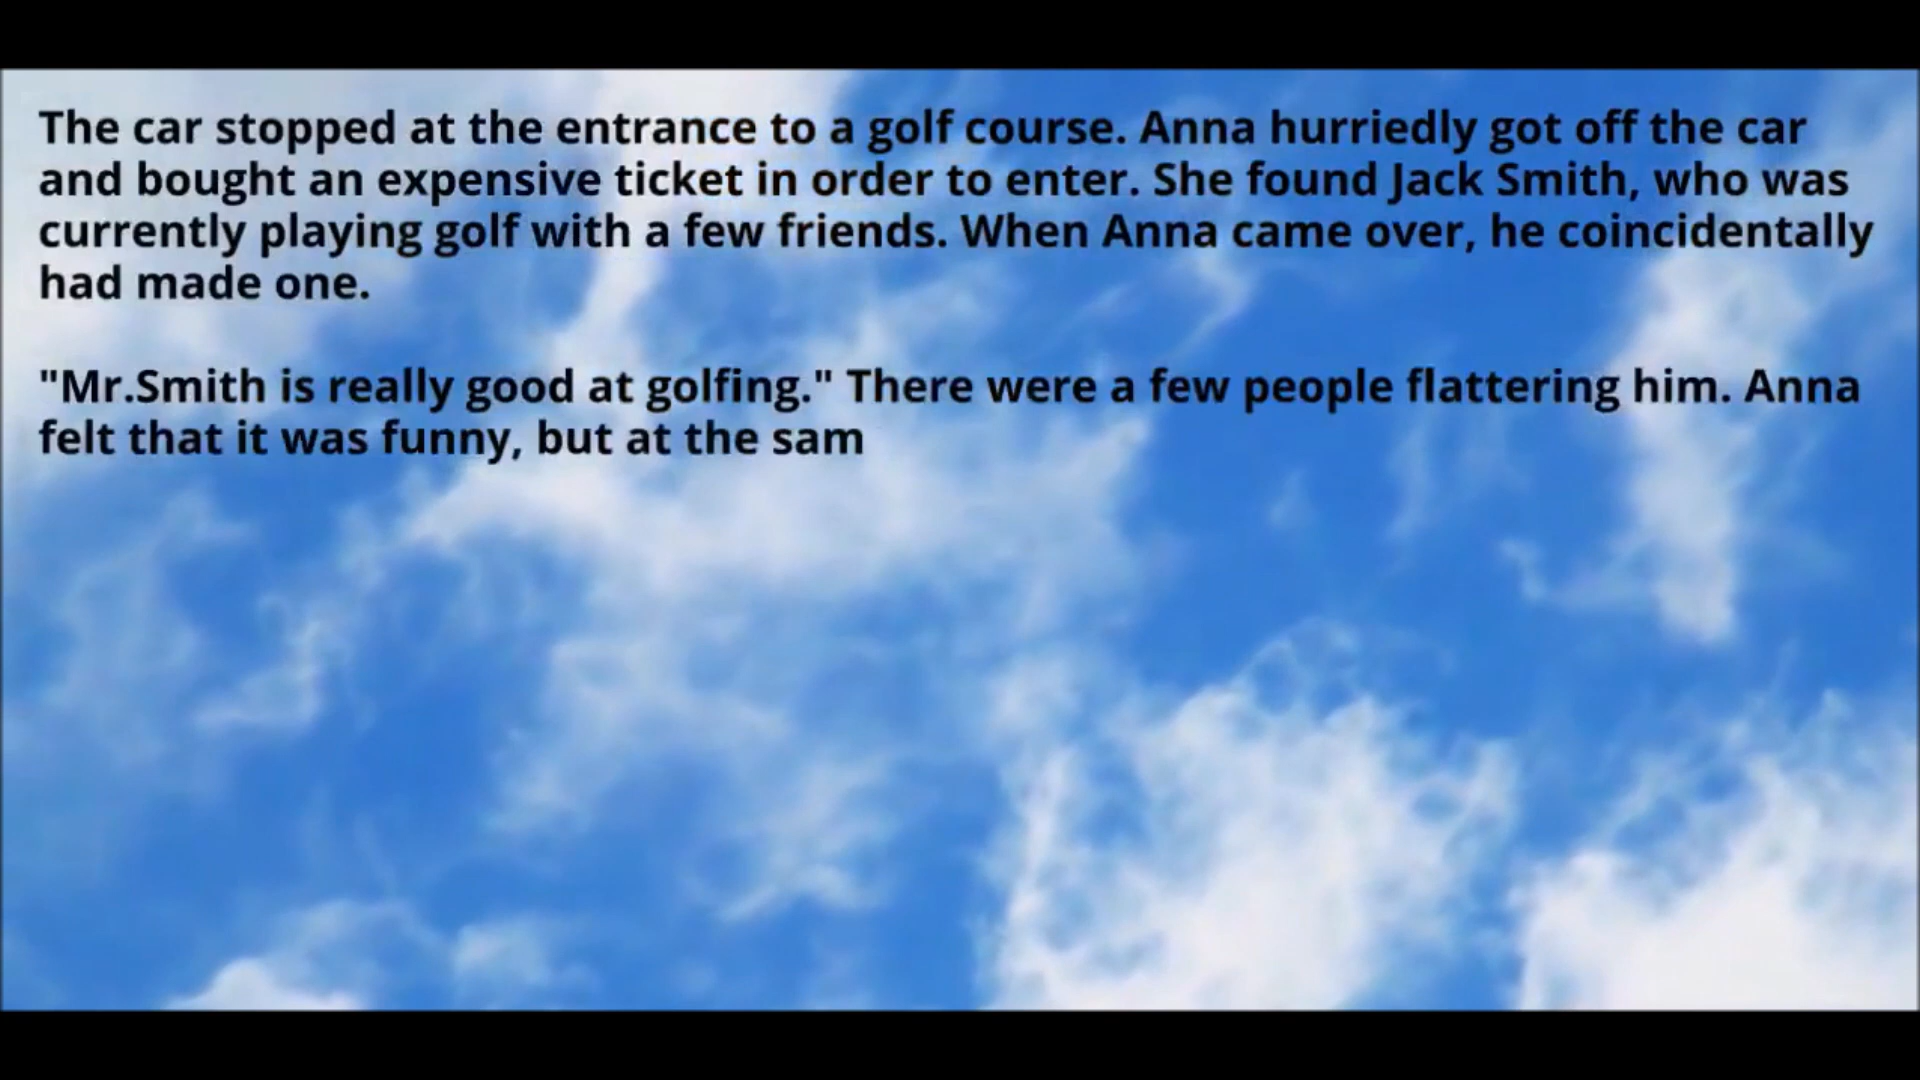 The car stopped at the entrance to a golf course. Anna hurriedly got off the car
and bought an expensive ticket in order to enter. She found Jack Smith, who was
currently playing golf with a few friends. When Anna came over, he coincidentally
had made one.
"Mr.Smith is really good at golfing." There were a few people flattering him. Anna
felt that it was funny, but at the sam